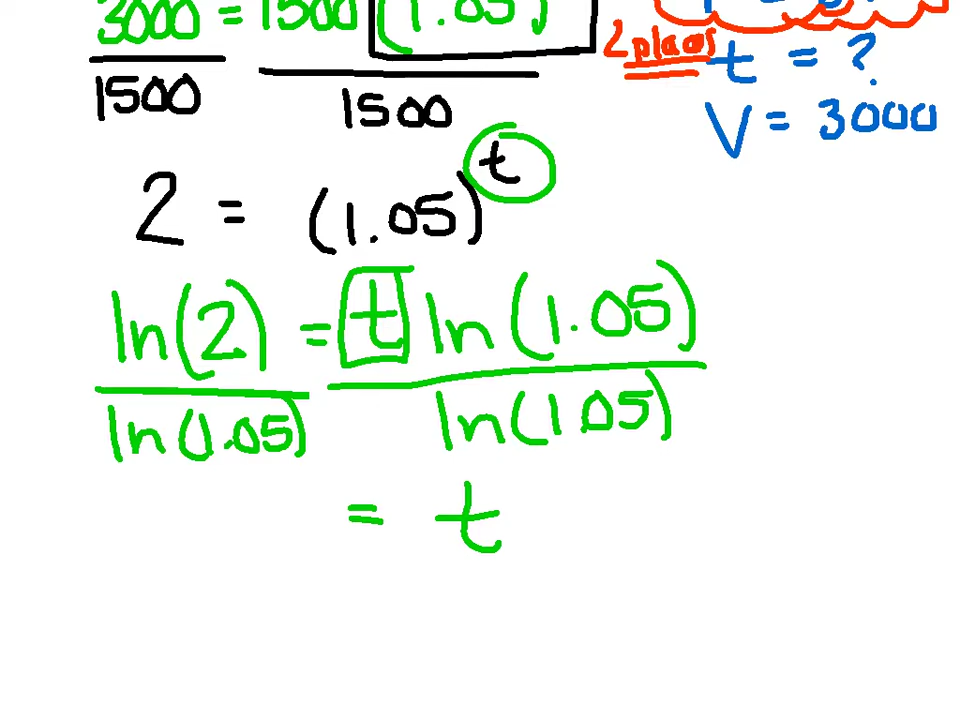 3000 = 1500 (1.05)
1500 1500
2 places
t = ?
V = 3000
2 = (1.05)^t
ln(2) = t ln(1.05)
ln(1.05) ln(1.05)
= t